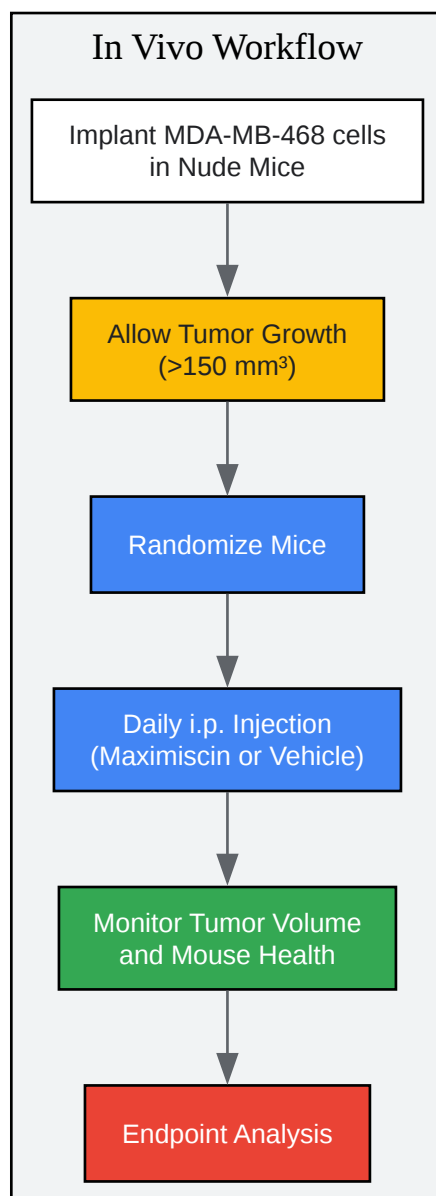 In Vivo Workflow
Implant MDA-MB-468 cells
in Nude Mice
Allow Tumor Growth
(>150 mm³)
Randomize Mice
Daily i.p. Injection
(Maximiscin or Vehicle)
Monitor Tumor Volume
and Mouse Health
Endpoint Analysis